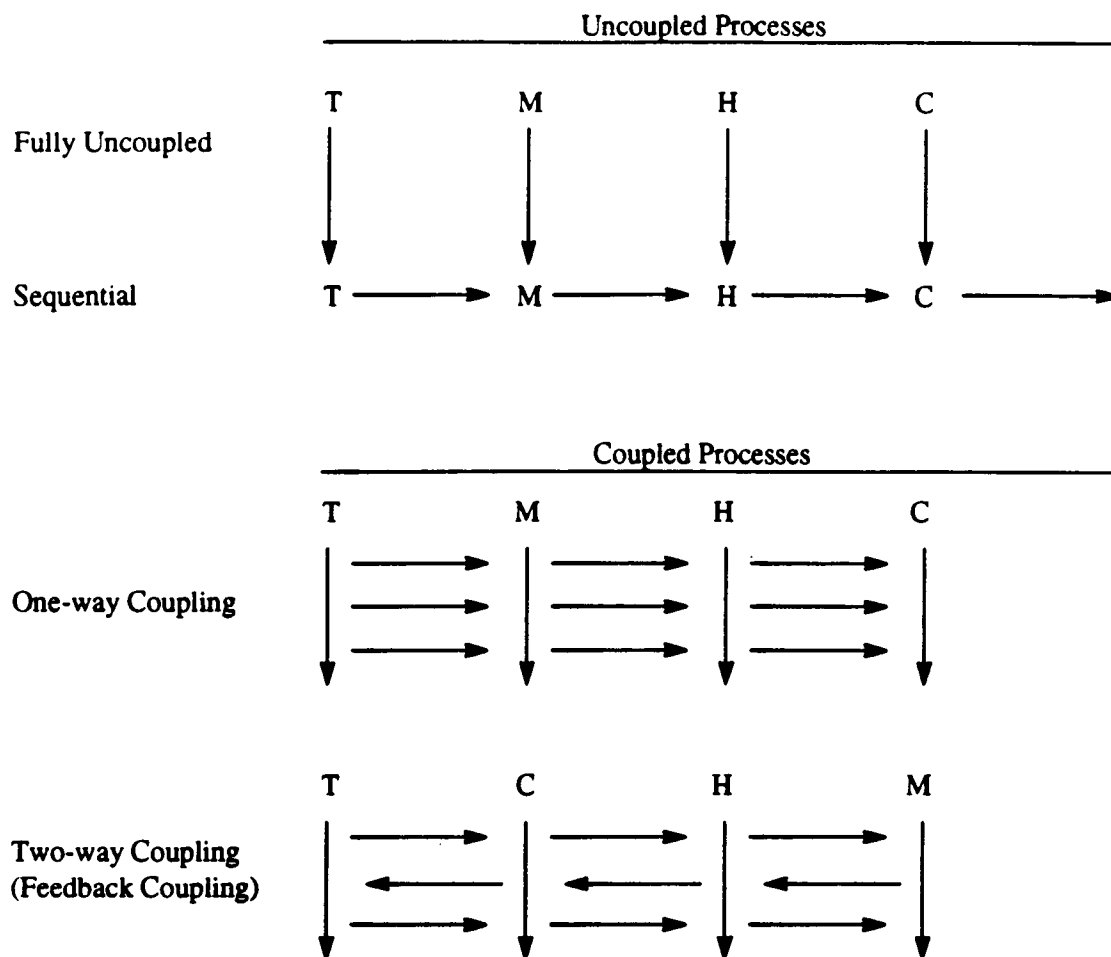 Uncoupled Processes
T M H C
Fully Uncoupled
Sequential T M H C
Coupled Processes
T M H C
One-way Coupling
T C H M
Two-way Coupling
(Feedback Coupling)